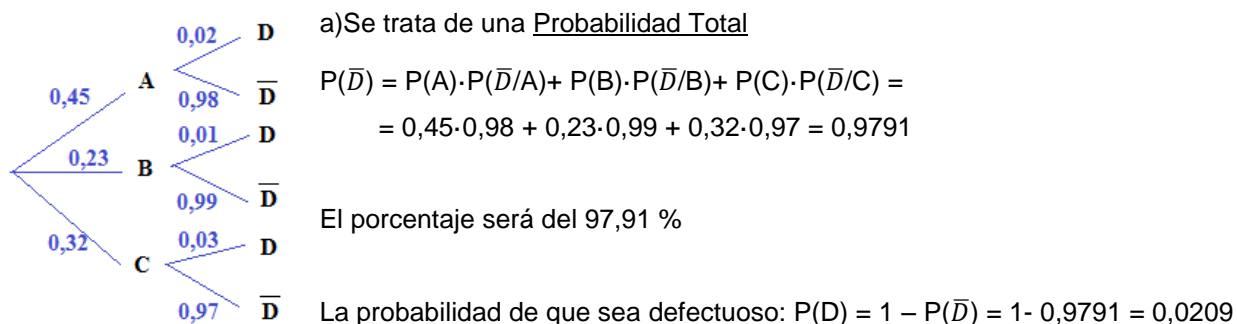 a)Se trata de una Probabilidad Total
0,02 D
A
0,45
0,98 D̅
P(D̅) = P(A)·P(D̅/A)+ P(B)·P(D̅/B)+ P(C)·P(D̅/C) =
= 0,45·0,98 + 0,23·0,99 + 0,32·0,97 = 0,9791
0,01 D
0,23 B
0,99 D̅
El porcentaje será del 97,91 %
0,32
0,03 D
C
0,97 D̅
La probabilidad de que sea defectuoso: P(D) = 1 – P(D̅) = 1- 0,9791 = 0,0209